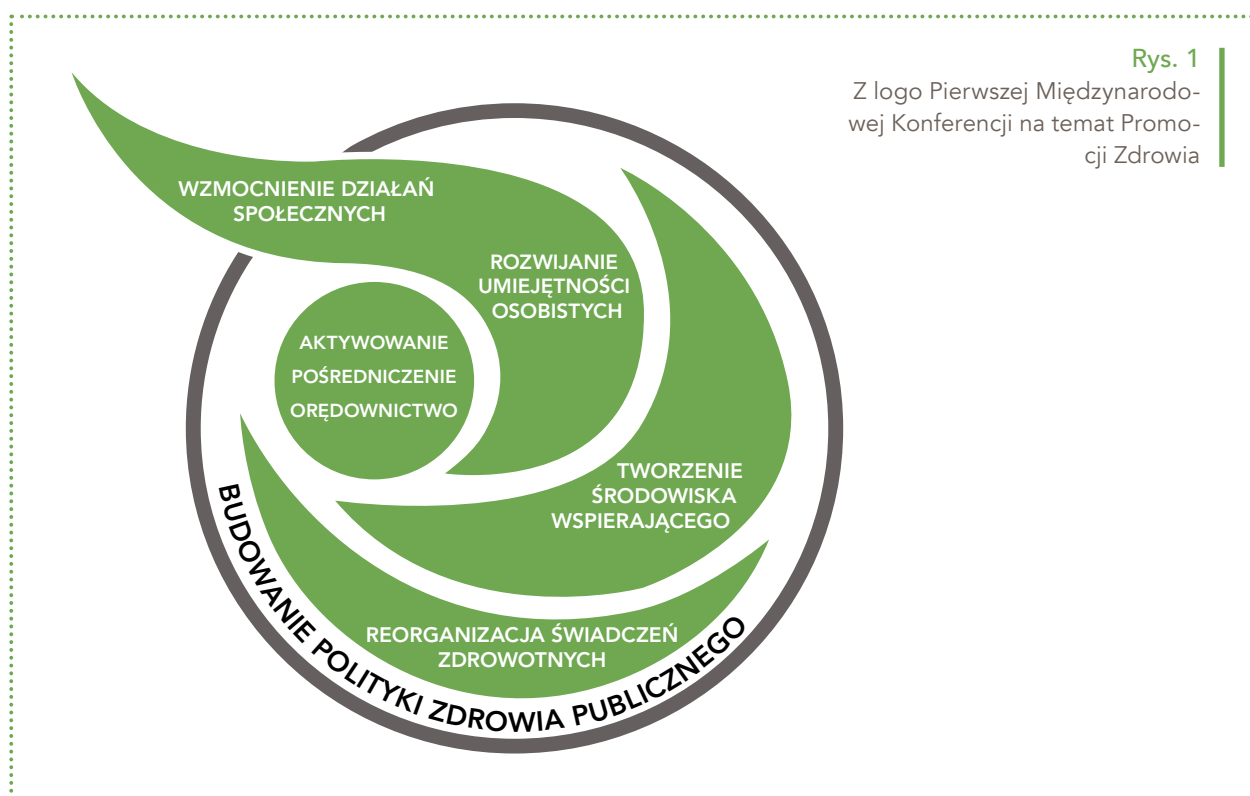 Rys. 1
Z logo Pierwszej Międzynarodo-
wej Konferencji na temat Promo-
cji Zdrowia
WZMOCNIENIE DZIAŁAŃ
SPOŁECZNYCH
ROZWIJANIE
UMIEJĘTNOŚCI
OSOBISTYCH
AKTYWOWANIE
POŚREDNICZENIE
ORĘDOWNICTWO
TWORZENIE
ŚRODOWISKA
WSPIERAJĄCEGO
REORGANIZACJA ŚWIADCZEŃ
ZDROWOTNYCH
BUDOWANIE POLITYKI ZDROWIA PUBLICZNEGO